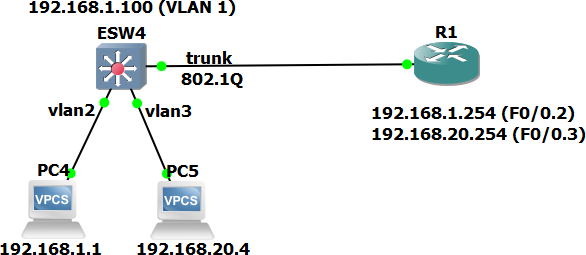 192.168.1.100 (VLAN 1)
ESW4
R1
trunk
802.1Q
vlan2
vlan3
192.168.1.254 (F0/0.2)
192.168.20.254 (F0/0.3)
PC4
PC5
VPCS
VPCS
192.168.1.1
192.168.20.4